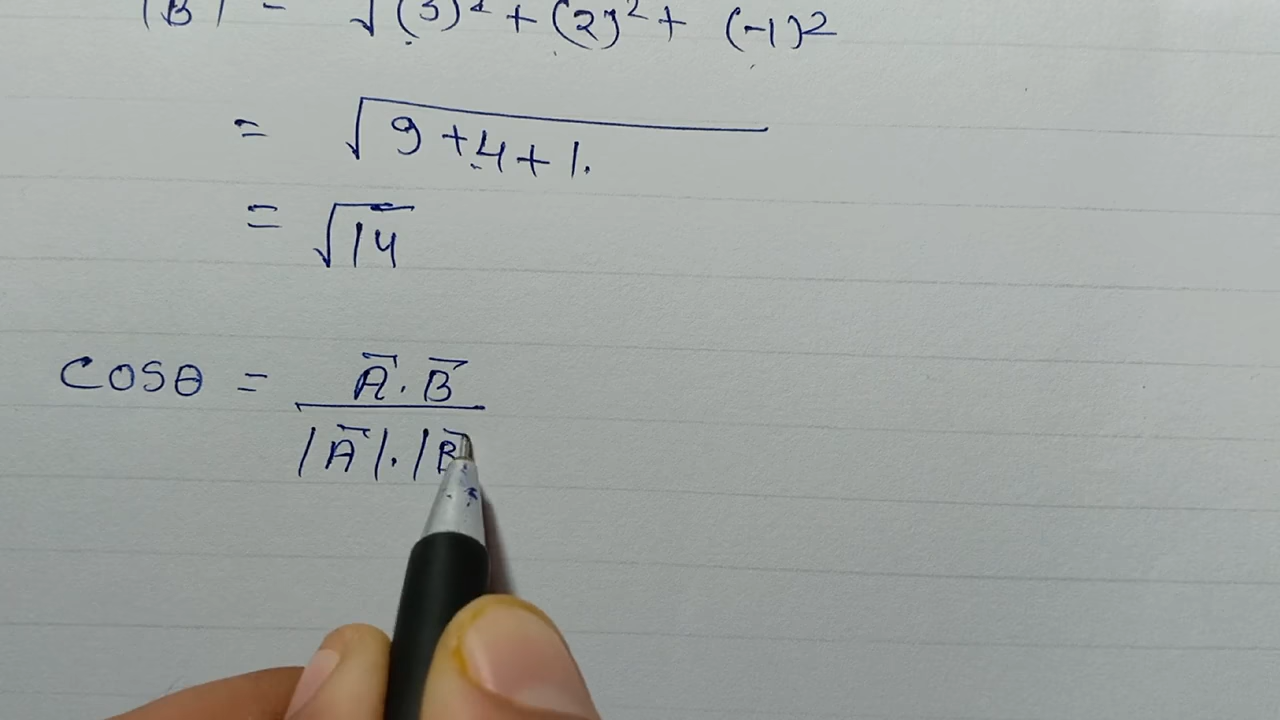 |B| = √(3)² + (2)² + (-1)²
= √9+4+1.
= √14
COSθ = A⃗ . B⃗ / |A⃗| . |B⃗